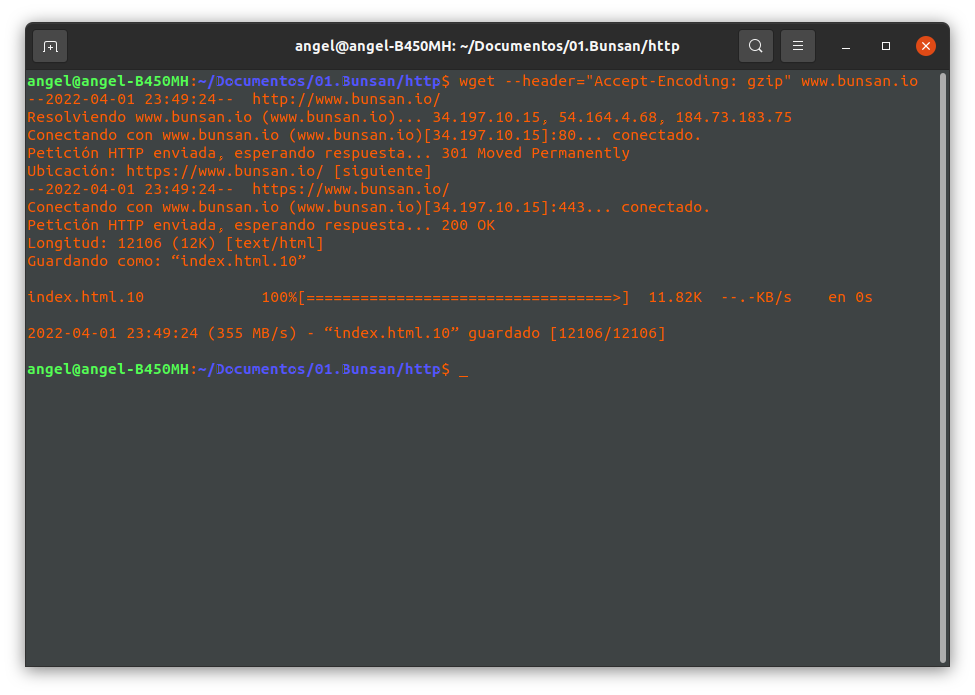 angel@angel-B450MH: ~/Documentos/01.Bunsan/http
angel@angel-B450MH:~/Documentos/01.Bunsan/http$ wget --header="Accept-Encoding: gzip" www.bunsan.io
--2022-04-01 23:49:24--  http://www.bunsan.io/
Resolviendo www.bunsan.io (www.bunsan.io)... 34.197.10.15, 54.164.4.68, 184.73.183.75
Conectando con www.bunsan.io (www.bunsan.io)[34.197.10.15]:80... conectado.
Petición HTTP enviada, esperando respuesta... 301 Moved Permanently
Ubicación: https://www.bunsan.io/ [siguiente]
--2022-04-01 23:49:24--  https://www.bunsan.io/
Conectando con www.bunsan.io (www.bunsan.io)[34.197.10.15]:443... conectado.
Petición HTTP enviada, esperando respuesta... 200 OK
Longitud: 12106 (12K) [text/html]
Guardando como: “index.html.10”
index.html.10             100%[==================================>]  11.82K  --.-KB/s    en 0s
2022-04-01 23:49:24 (355 MB/s) - “index.html.10” guardado [12106/12106]
angel@angel-B450MH:~/Documentos/01.Bunsan/http$ _